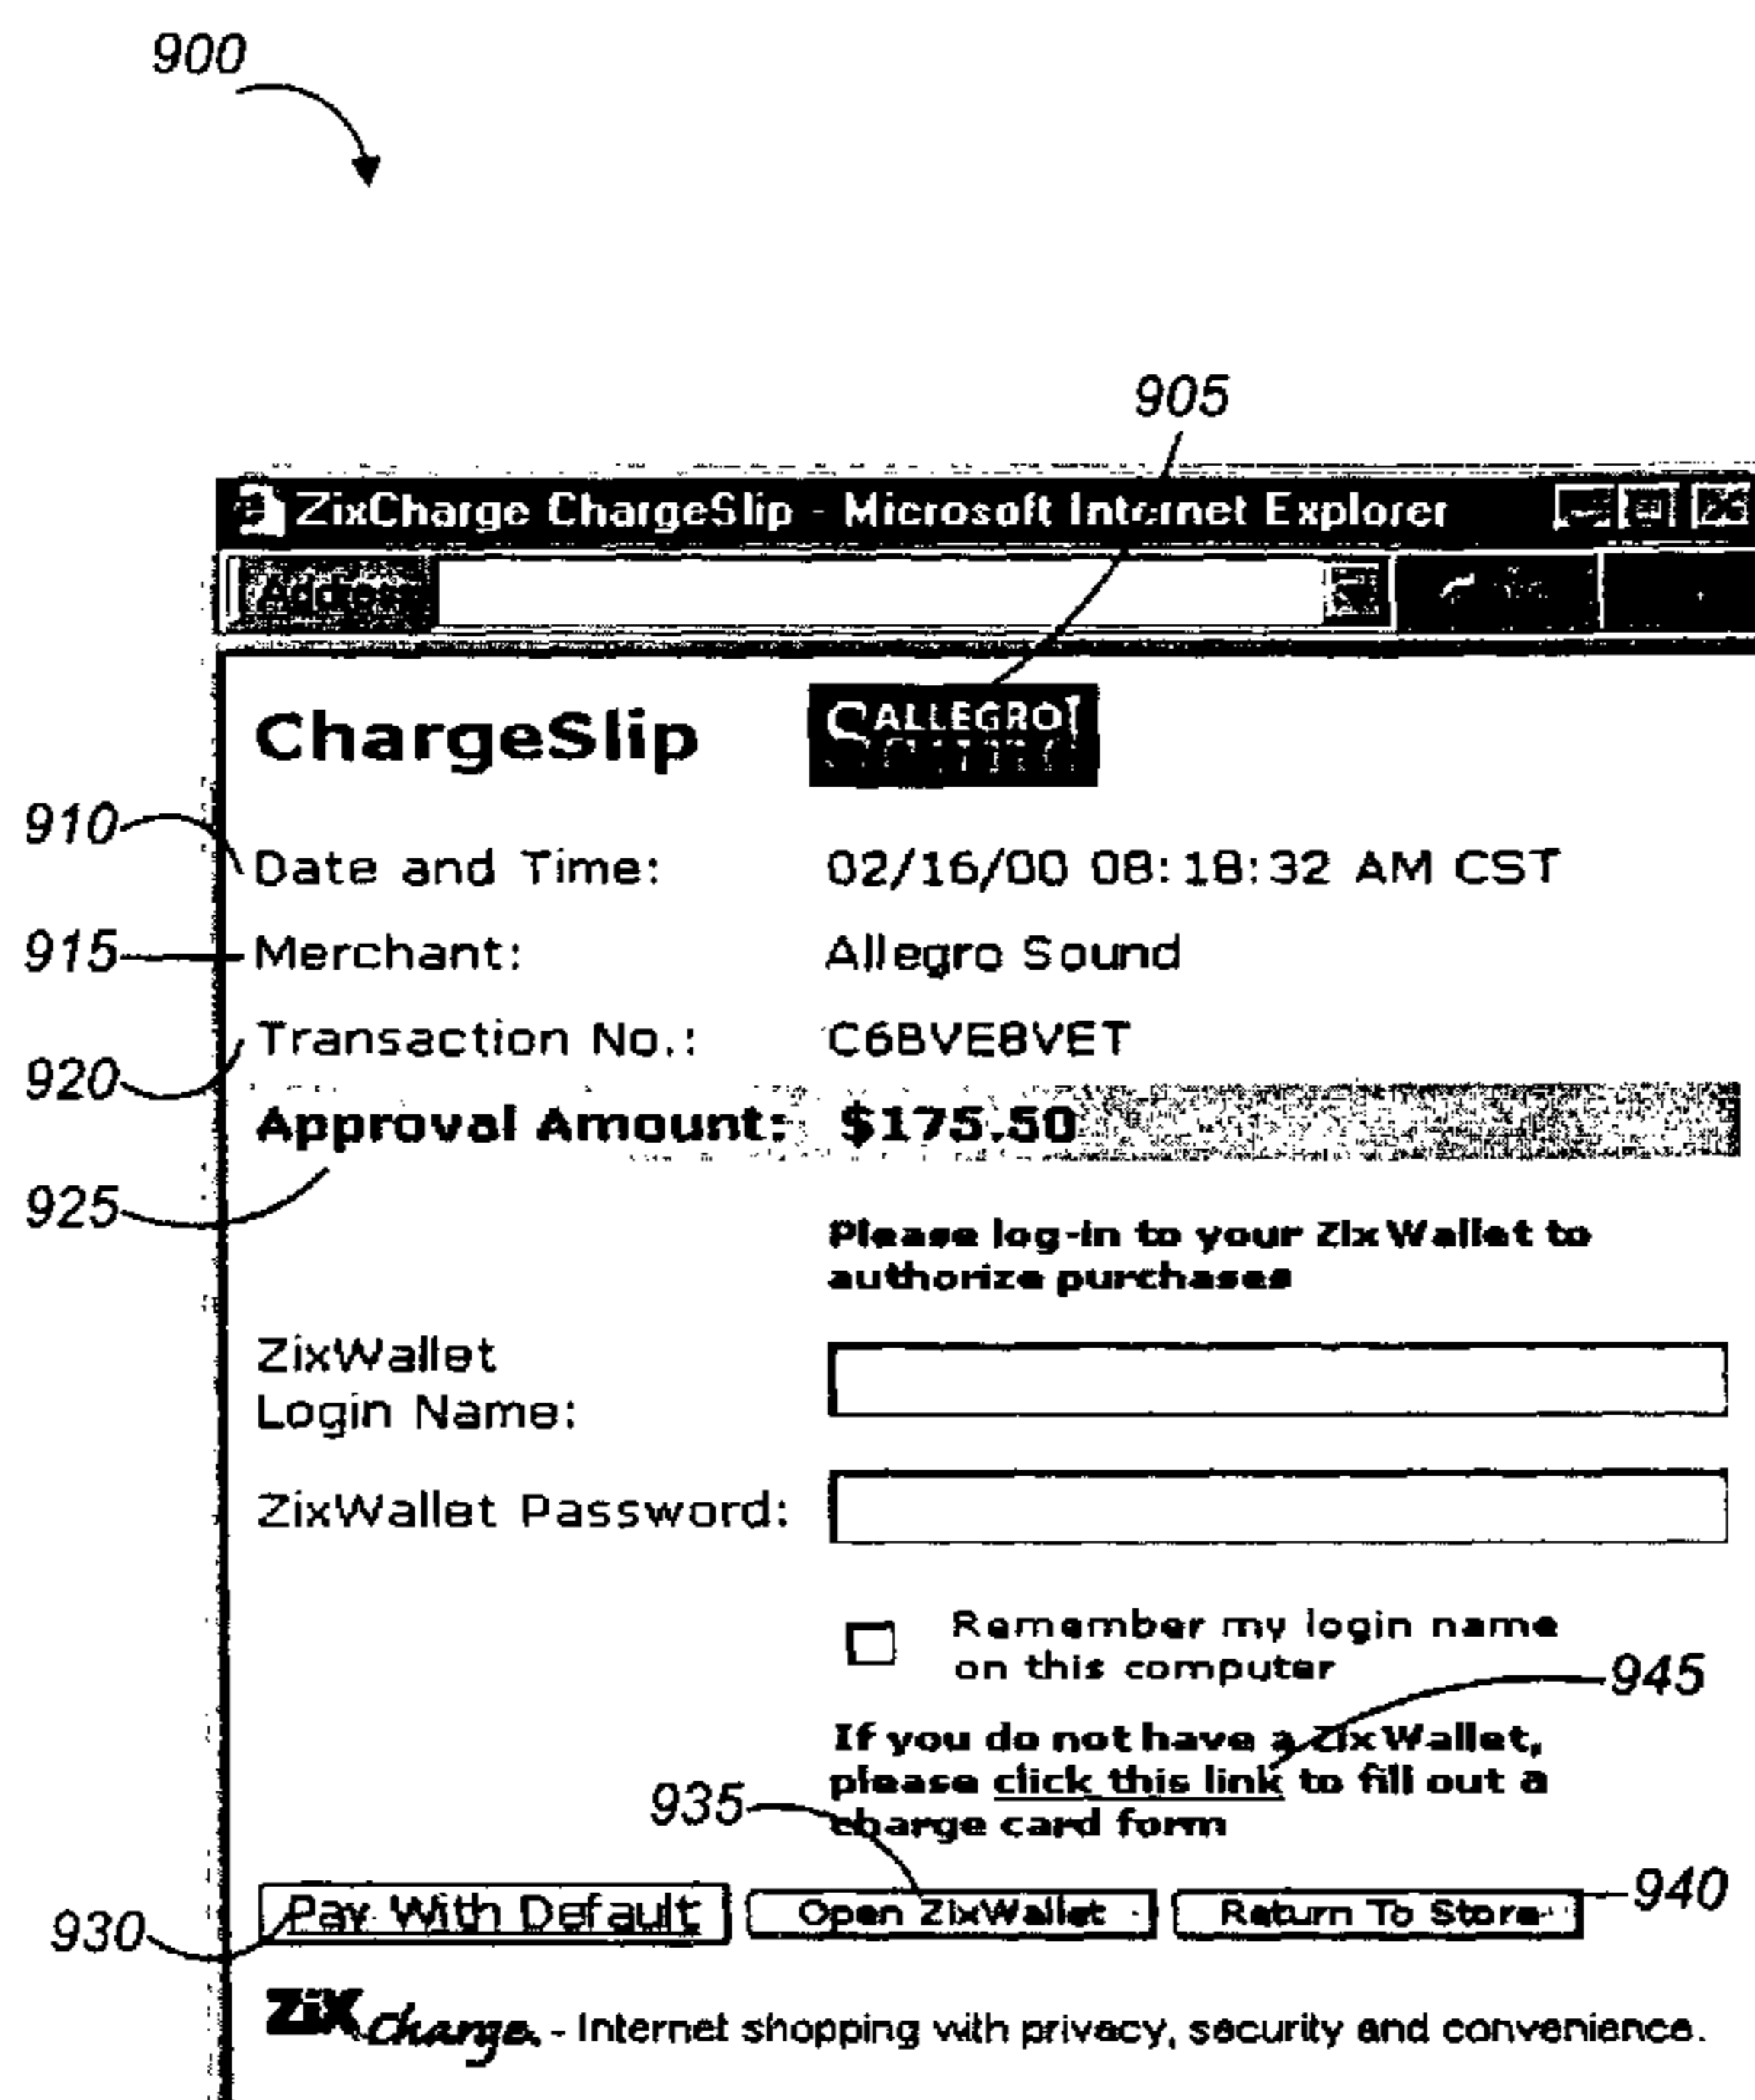 900
905
ZixCharge ChargeSlip - Microsoft Internet Explorer
Address
ChargeSlip
ALLEGRO
910
Date and Time: 02/16/00 08:18:32 AM CST
915
Merchant: Allegro Sound
920
Transaction No.: C6BVE8VET
Approval Amount: $175.50
925
Please log-in to your ZixWallet to
authorize purchases
ZixWallet
Login Name:
ZixWallet Password:
Remember my login name
on this computer
945
If you do not have a ZixWallet,
please click this link to fill out a
charge card form
935
930
Pay With Default Open ZixWallet Return To Store
940
ZixCharge. - Internet shopping with privacy, security and convenience.